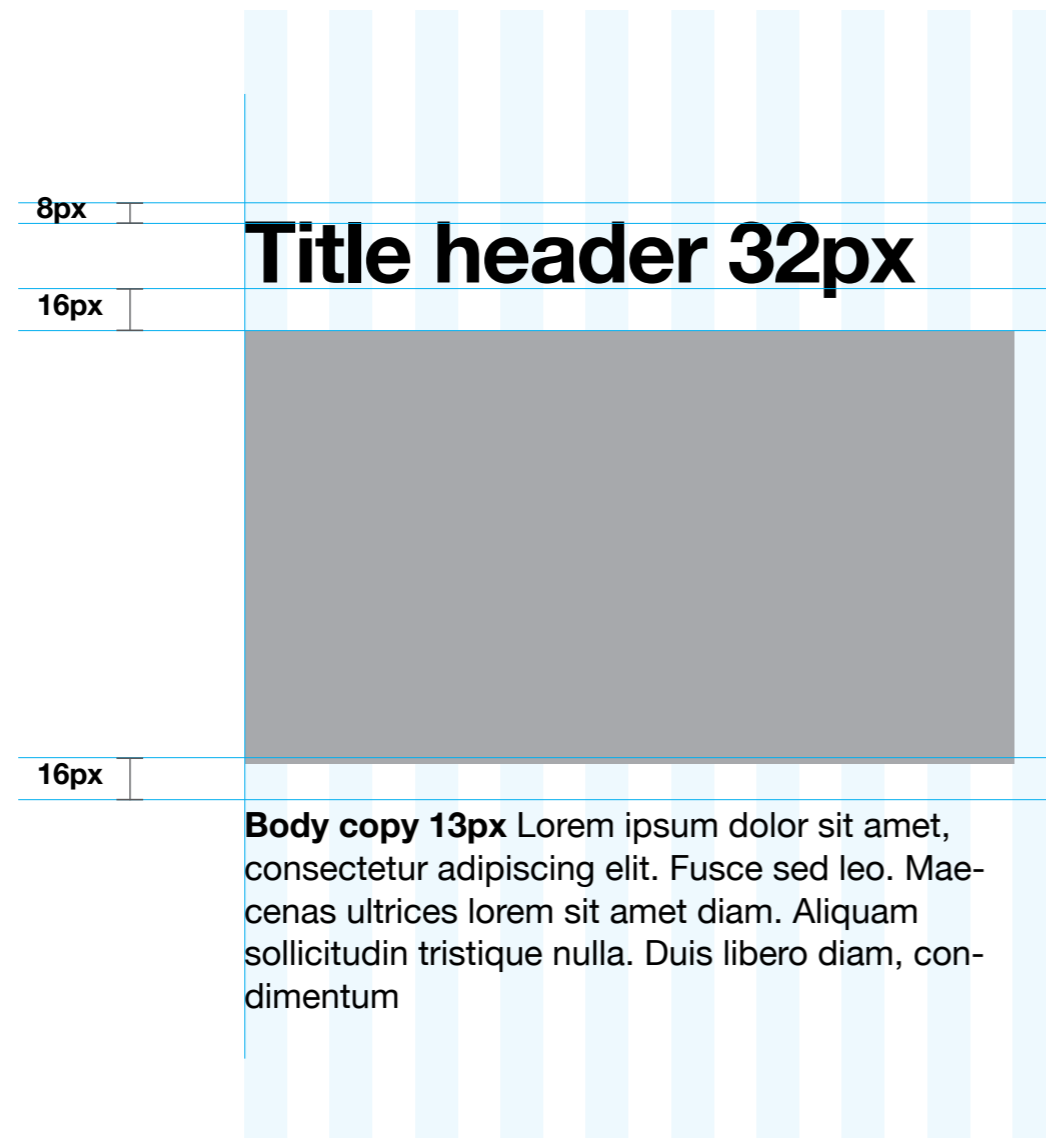 8px
Title header 32px
16px
16px
Body copy 13px Lorem ipsum dolor sit amet,
consectetur adipiscing elit. Fusce sed leo. Mae-
cenas ultrices lorem sit amet diam. Aliquam
sollicitudin tristique nulla. Duis libero diam, con-
dimentum